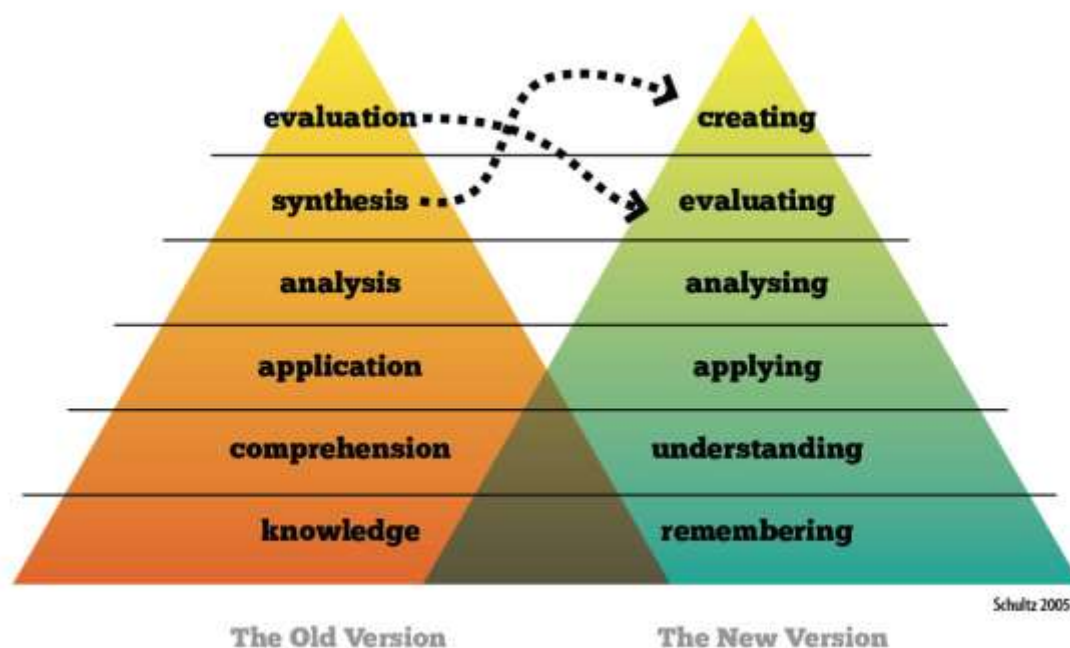 evaluation creating
synthesis evaluating
analysis analysing
application applying
comprehension understanding
knowledge remembering
Schultz 2005
The Old Version The New Version